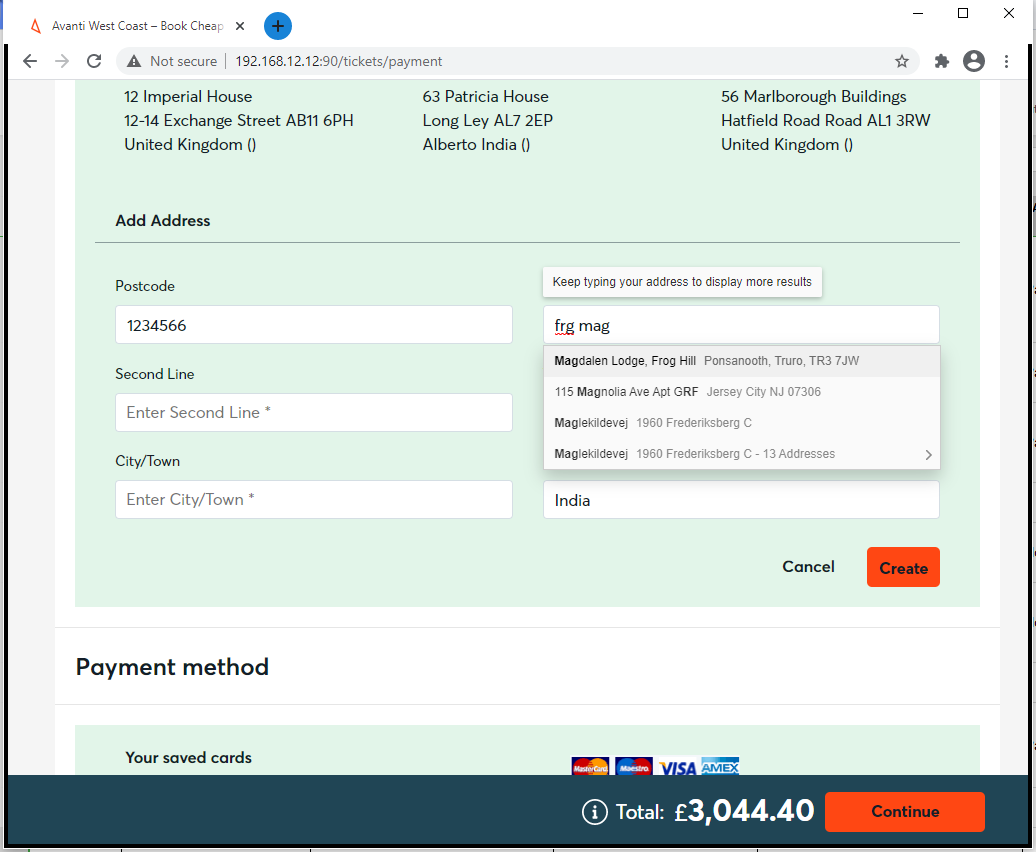 Avanti West Coast – Book Cheap
Not secure | 192.168.12.12:90/tickets/payment
12 Imperial House
12-14 Exchange Street AB11 6PH
United Kingdom ()
63 Patricia House
Long Ley AL7 2EP
Alberto India ()
56 Marlborough Buildings
Hatfield Road Road AL1 3RW
United Kingdom ()
Add Address
Postcode
Keep typing your address to display more results
1234566
frg mag
Magdalen Lodge, Frog Hill Ponsanooth, Truro, TR3 7JW
Second Line
115 Magnolia Ave Apt GRF Jersey City NJ 07306
Enter Second Line *
Maglekildevej 1960 Frederiksberg C
Maglekildevej 1960 Frederiksberg C - 13 Addresses
City/Town
Enter City/Town *
India
Cancel
Create
Payment method
Your saved cards
MasterCard
Maestro
VISA
AMEX
Total: £3,044.40
Continue